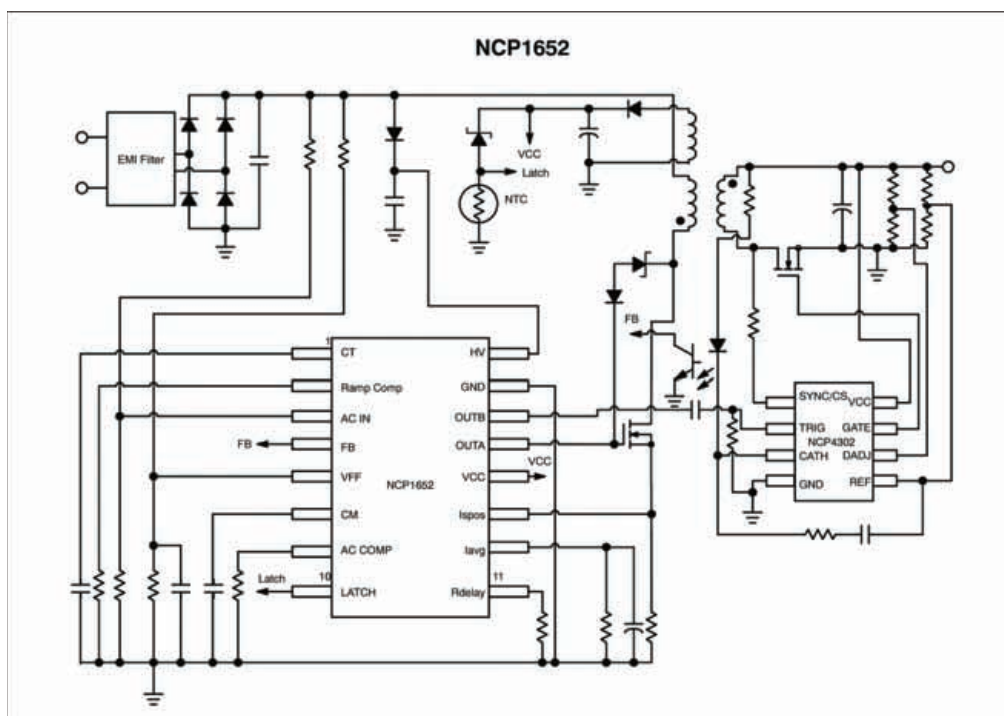 NCP1652
EMI Filter
VCC
Latch
NTC
FB
1
CT
HV
Ramp Comp
GND
AC IN
OUTB
FB
FB
OUTA
VFF
VCC
VCC
NCP1652
CM
Ispos
AC COMP
Iavg
Latch
10
LATCH
11
Rdelay
SYNC/CS
VCC
TRIG
GATE
NCP4302
CATH
DADJ
GND
REF